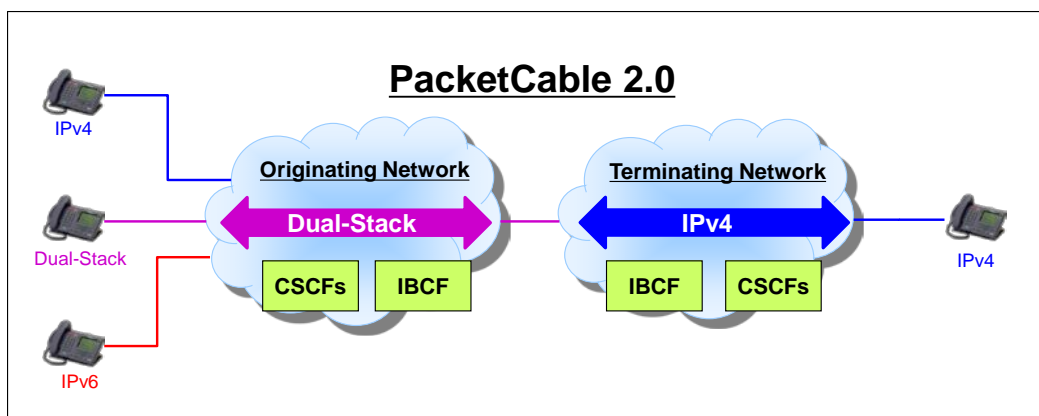 PacketCable 2.0
IPv4
Originating Network
Terminating Network
Dual-Stack
IPv4
Dual-Stack
IPv4
CSCFs
IBCF
IBCF
CSCFs
IPv6